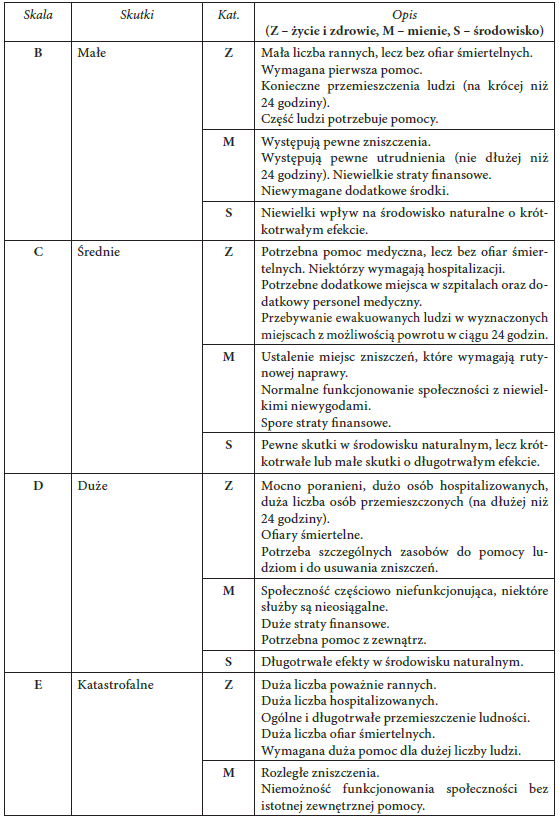 Skala Skutki Kat. Opis
(Z – życie i zdrowie, M – mienie, S – środowisko)
B Małe Z Mała liczba rannych, lecz bez ofiar śmiertelnych.
Wymagana pierwsza pomoc.
Konieczne przemieszczenia ludzi (na krócej niż
24 godziny).
Część ludzi potrzebuje pomocy.
M Występują pewne zniszczenia.
Występują pewne utrudnienia (nie dłużej niż
24 godziny). Niewielkie straty finansowe.
Niewymagane dodatkowe środki.
S Niewielki wpływ na środowisko naturalne o krót-
kotrwałym efekcie.
C Średnie Z Potrzebna pomoc medyczna, lecz bez ofiar śmier-
telnych. Niektórzy wymagają hospitalizacji.
Potrzebne dodatkowe miejsca w szpitalach oraz do-
datkowy personel medyczny.
Przebywanie ewakuowanych ludzi w wyznaczonych
miejscach z możliwością powrotu w ciągu 24 godzin.
M Ustalenie miejsc zniszczeń, które wymagają ruty-
nowej naprawy.
Normalne funkcjonowanie społeczności z niewiel-
kimi niewygodami.
Spore straty finansowe.
S Pewne skutki w środowisku naturalnym, lecz krót-
kotrwałe lub małe skutki o długotrwałym efekcie.
D Duże Z Mocno poranieni, dużo osób hospitalizowanych,
duża liczba osób przemieszczonych (na dłużej niż
24 godziny).
Ofiary śmiertelne.
Potrzeba szczególnych zasobów do pomocy lu-
dziom i do usuwania zniszczeń.
M Społeczność częściowo niefunkcjonująca, niektóre
służby są nieosiągalne.
Duże straty finansowe.
Potrzebna pomoc z zewnątrz.
S Długotrwałe efekty w środowisku naturalnym.
E Katastrofalne Z Duża liczba poważnie rannych.
Duża liczba hospitalizowanych.
Ogólne i długotrwałe przemieszczenie ludności.
Duża liczba ofiar śmiertelnych.
Wymagana duża pomoc dla dużej liczby ludzi.
M Rozległe zniszczenia.
Niemożność funkcjonowania społeczności bez
istotnej zewnętrznej pomocy.